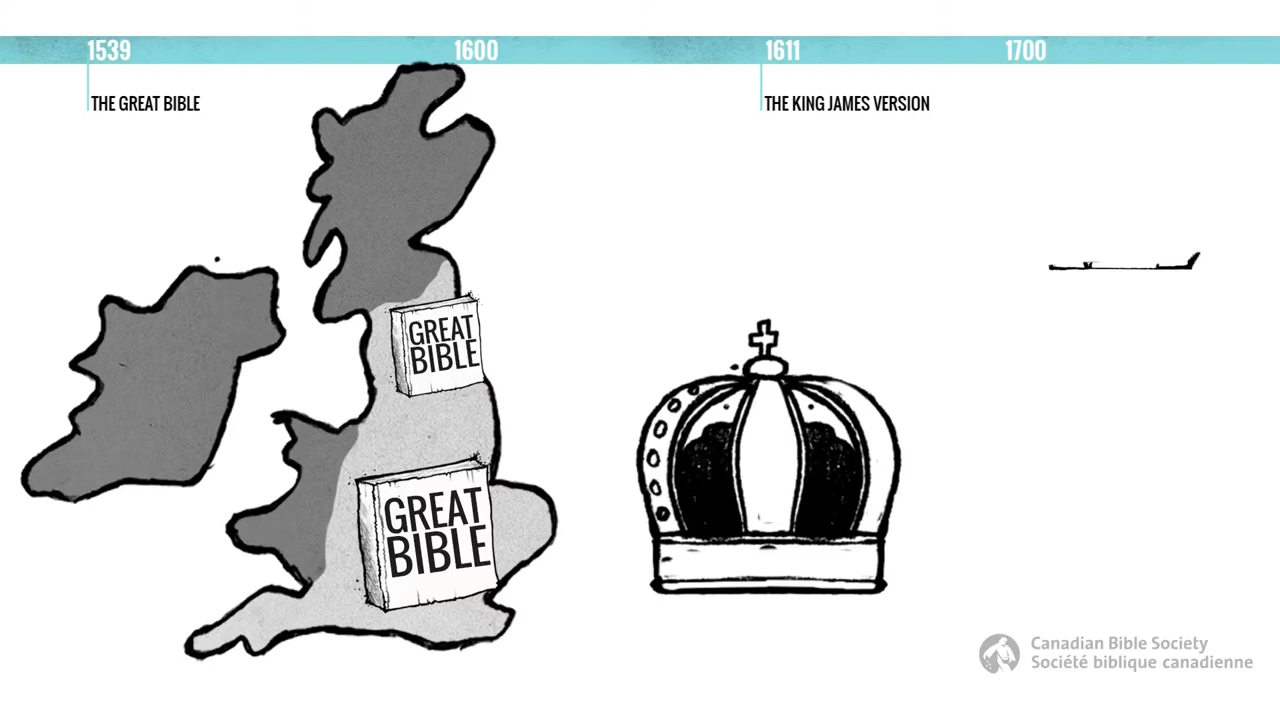 1539
1600
1611
1700
THE GREAT BIBLE
THE KING JAMES VERSION
GREAT
BIBLE
GREAT
BIBLE
Canadian Bible Society
Société biblique canadienne